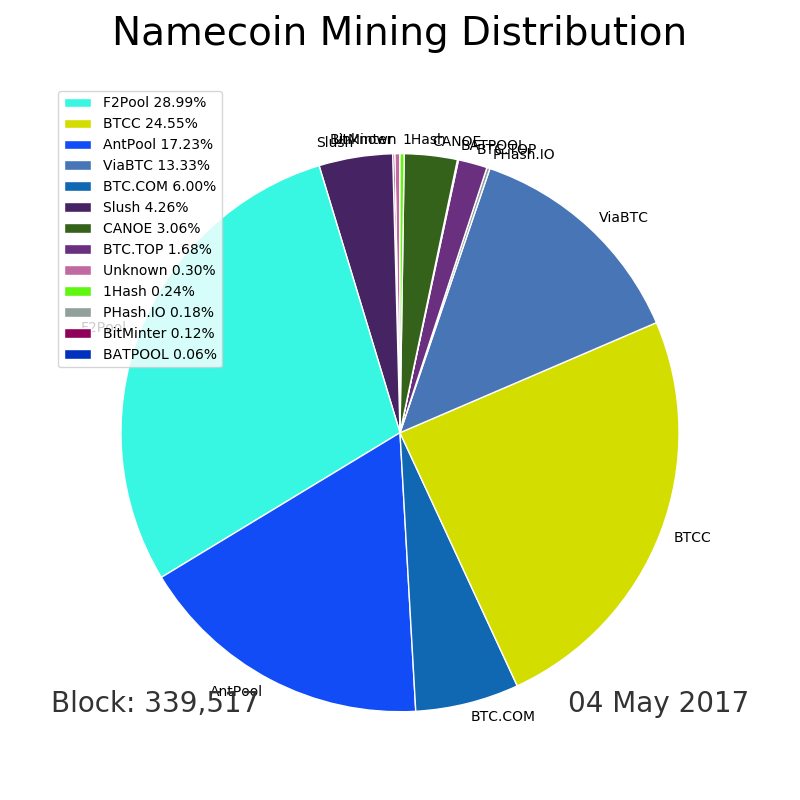 Namecoin Mining Distribution
F2Pool 28.99%
BTCC 24.55%
AntPool 17.23%
ViaBTC 13.33%
BTC.COM 6.00%
Slush 4.26%
CANOE 3.06%
BTC.TOP 1.68%
Unknown 0.30%
1Hash 0.24%
PHash.IO 0.18%
BitMinter 0.12%
BATPOOL 0.06%
Slush
BitMinter
Unknown
1Hash
CANOE
BATPOOL
BTC.TOP
PHash.IO
ViaBTC
F2Pool
BTCC
AntPool
BTC.COM
Block: 339,517
04 May 2017